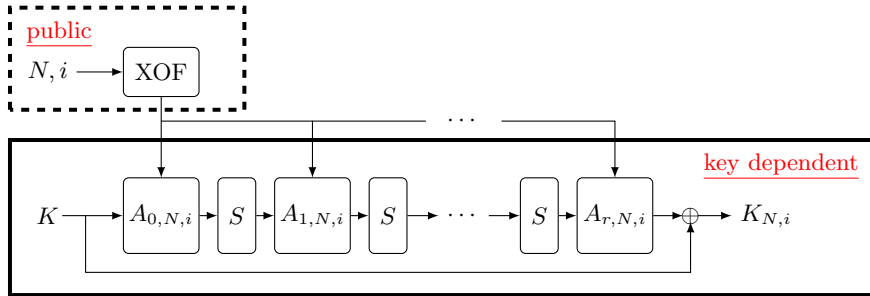 public
N, i XOF
⋯
key dependent
K A_{0,N,i} S A_{1,N,i} S ⋯ S A_{r,N,i} ⊕ K_{N,i}